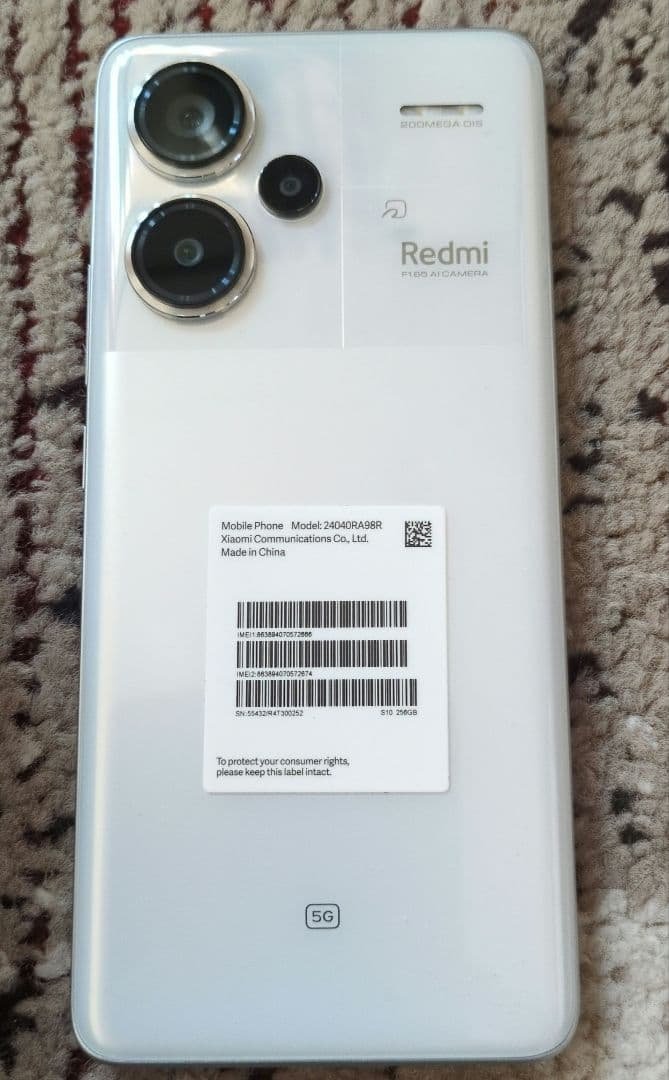 200MEGA OIS
Redmi
F1.65 AI CAMERA
Mobile Phone Model: 24040RA98R
Xiaomi Communications Co., Ltd.
Made in China
IMEI1:863894070572666
IMEI2:863894070572674
SN:55432/R4T300252 S10 256GB
To protect your consumer rights,
please keep this label intact.
5G